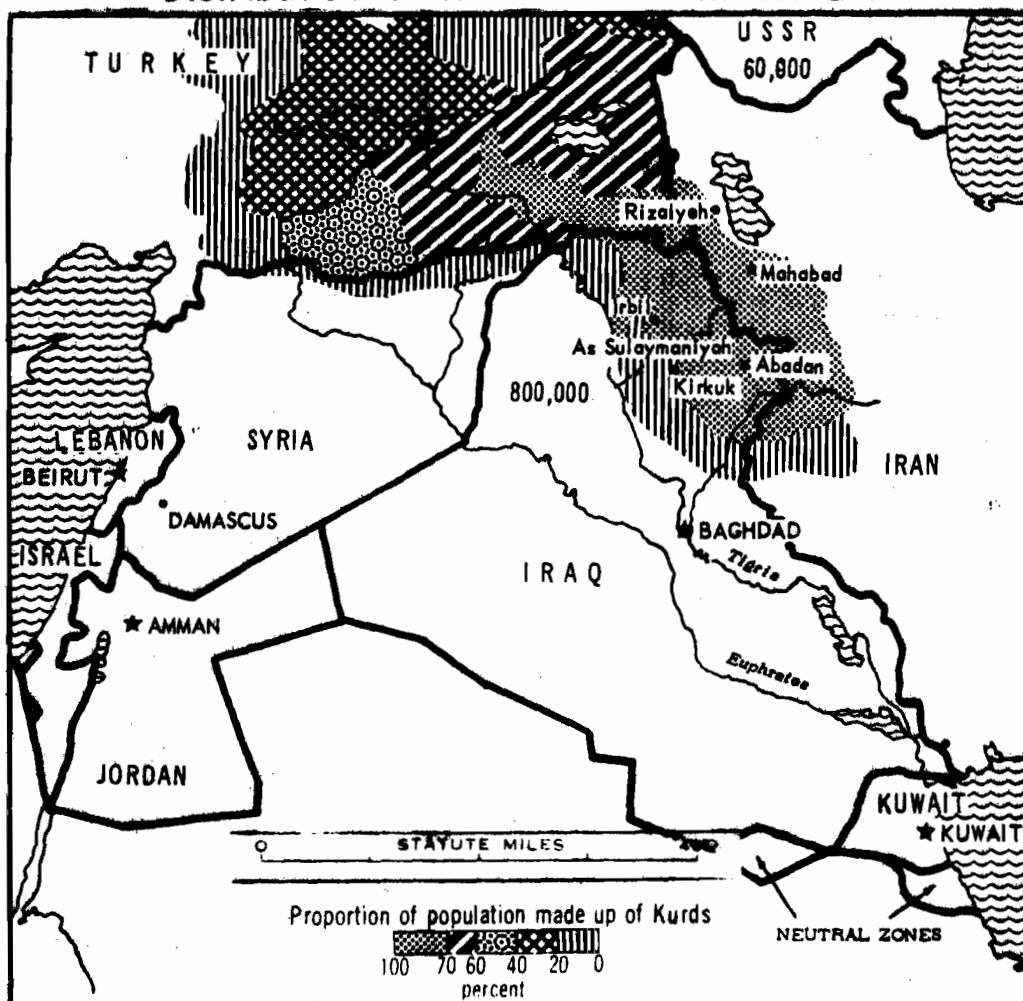 TURKEY
USSR
60,800
Rizaiyeh
Mahabad
Irbil
As Sulaymaniyah
Abadan
Kirkuk
800,000
LEBANON
SYRIA
BEIRUT
IRAN
DAMASCUS
BAGHDAD
ISRAEL
Tigris
IRAQ
AMMAN
Euphrates
JORDAN
KUWAIT
KUWAIT
0 STATUTE MILES
Proportion of population made up of Kurds
NEUTRAL ZONES
100 70 60 40 20 0
percent